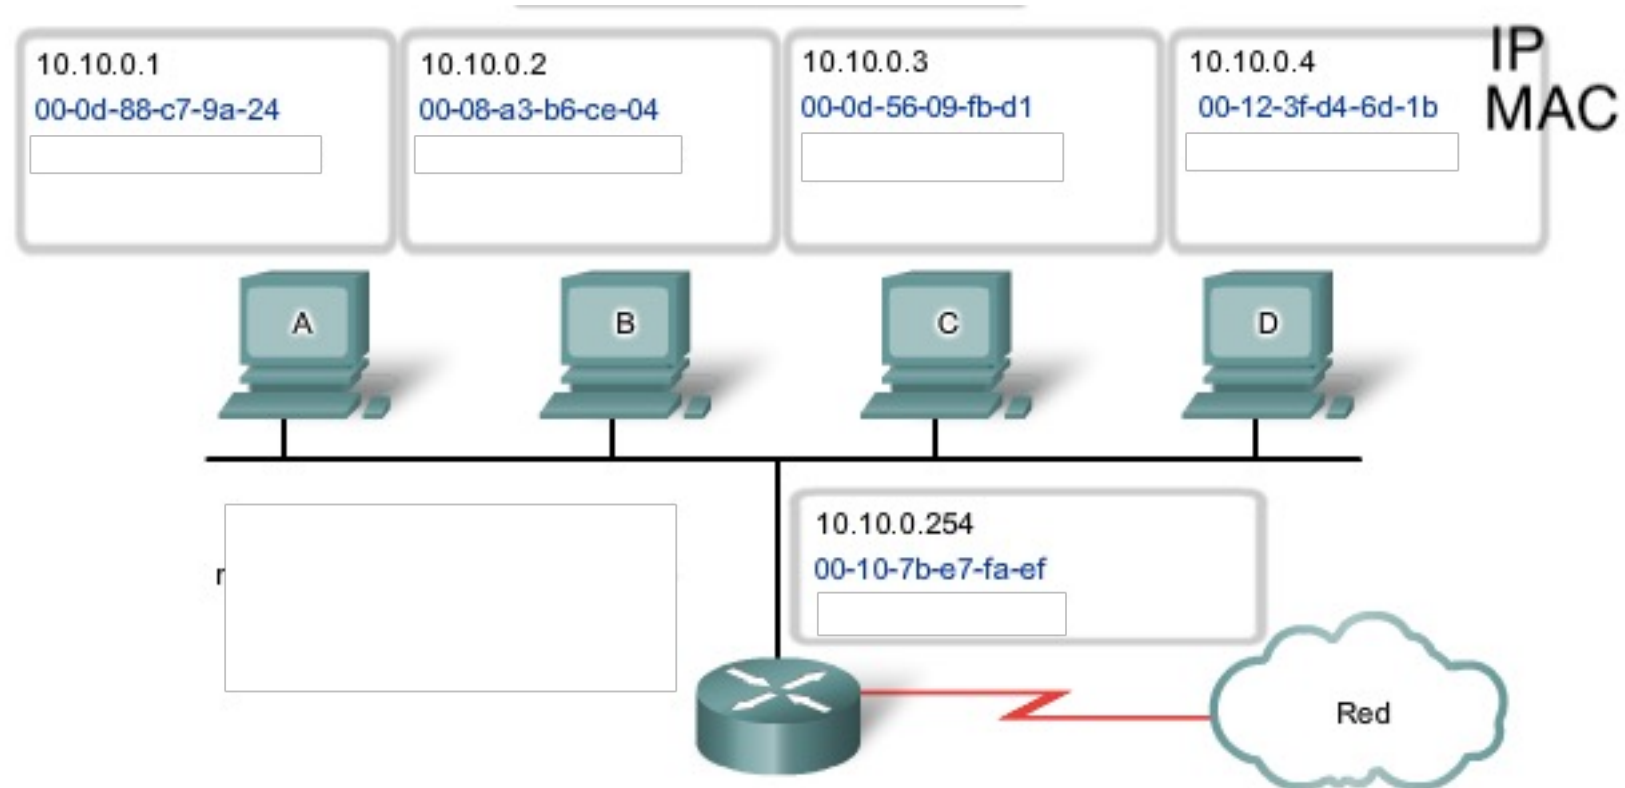 10.10.0.1
00-0d-88-c7-9a-24
10.10.0.2
00-08-a3-b6-ce-04
10.10.0.3
00-0d-56-09-fb-d1
10.10.0.4
00-12-3f-d4-6d-1b
IP
MAC
A
B
C
D
r
10.10.0.254
00-10-7b-e7-fa-ef
Red